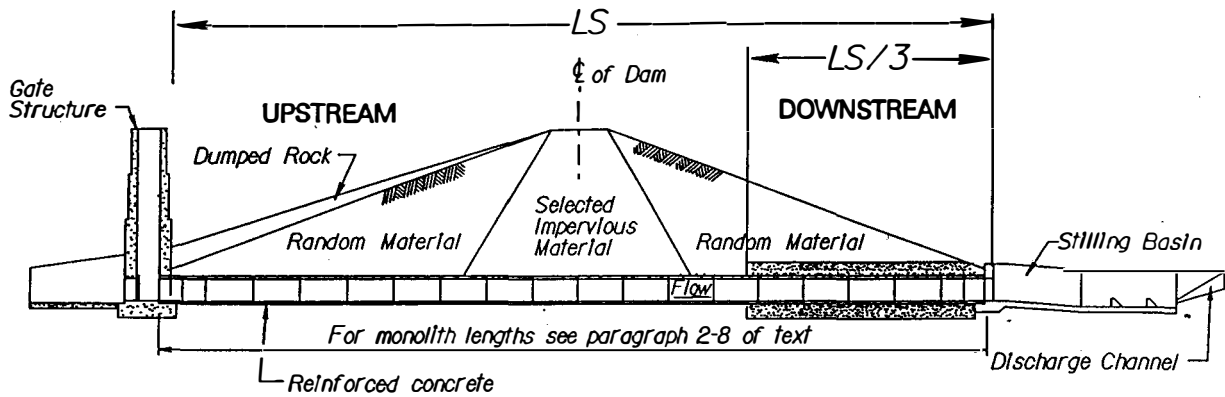 LS
LS/3
℄ of Dam
Gate
Structure
UPSTREAM
DOWNSTREAM
Dumped Rock
Selected
Impervious
Material
Random Material
Random Material
Stilling Basin
Flow
For monolith lengths see paragraph 2-8 of text
Discharge Channel
Reinforced concrete